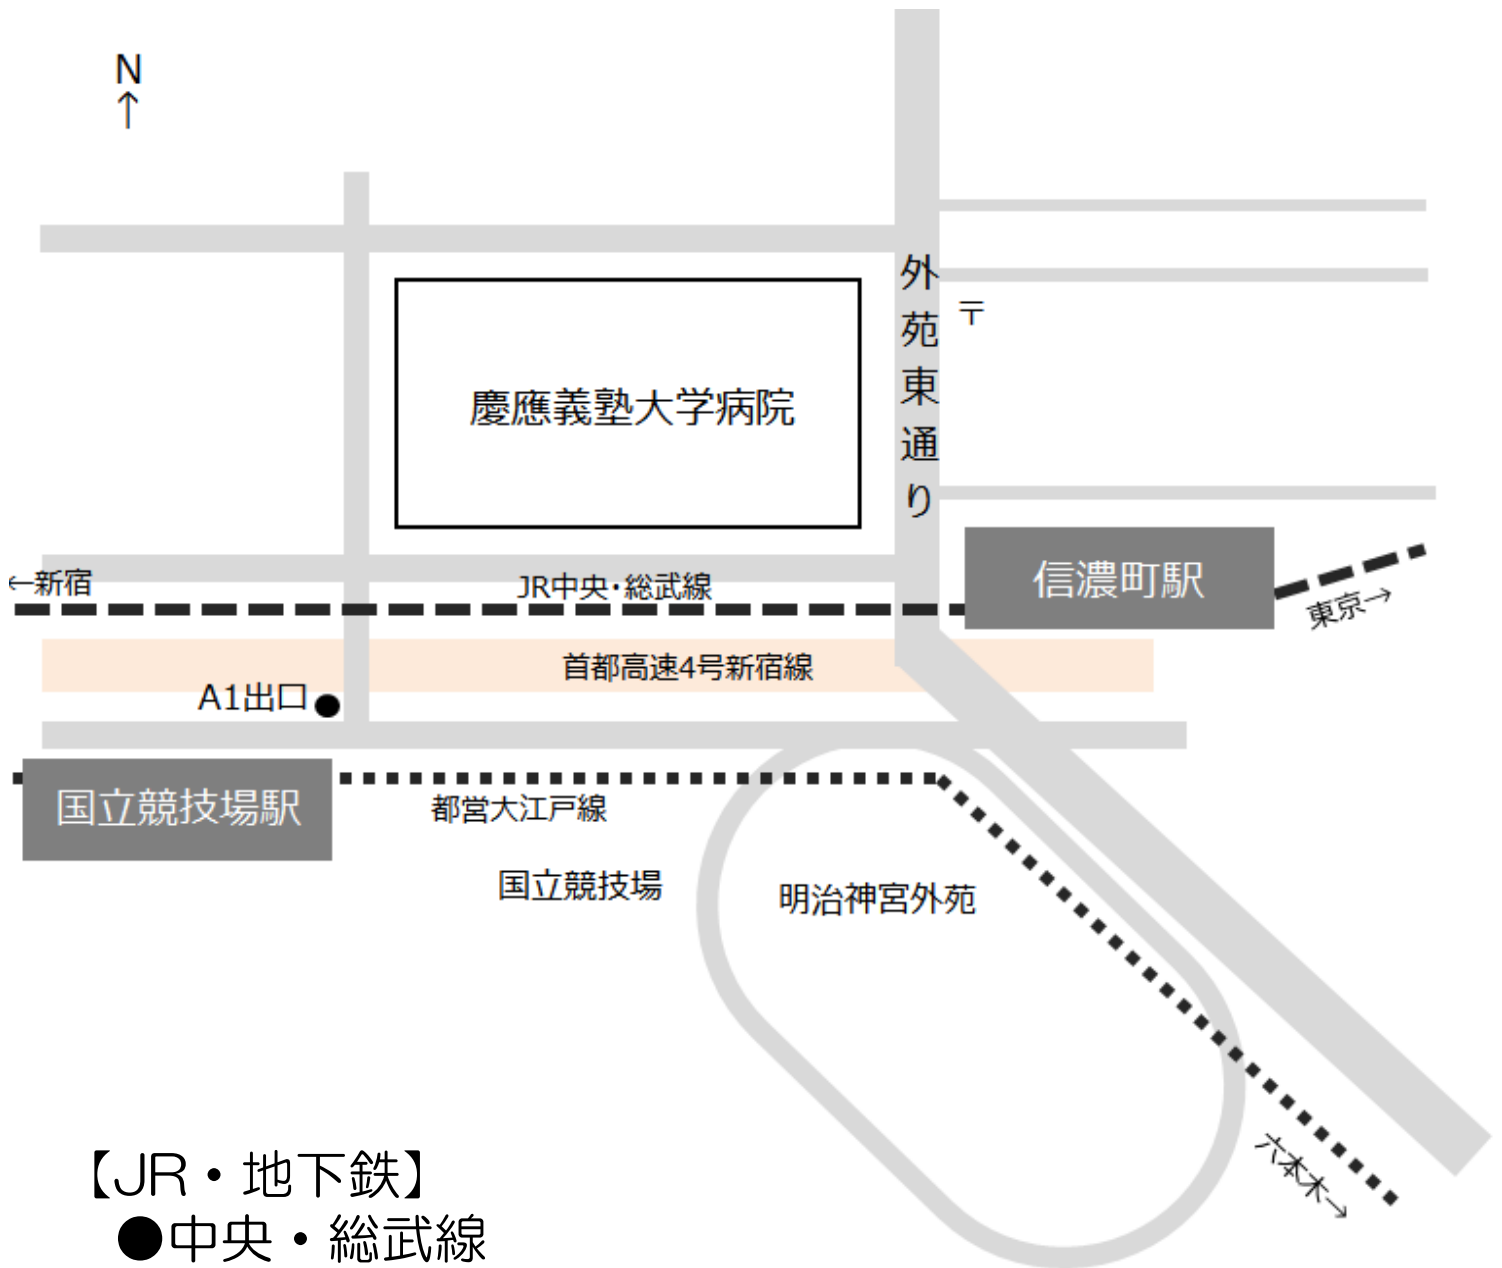 N
↑
外苑東通り
〒
慶應義塾大学病院
←新宿
JR中央・総武線
信濃町駅
東京→
首都高速4号新宿線
A1出口
国立競技場駅
都営大江戸線
国立競技場
明治神宮外苑
六本木→
【JR・地下鉄】
●中央・総武線